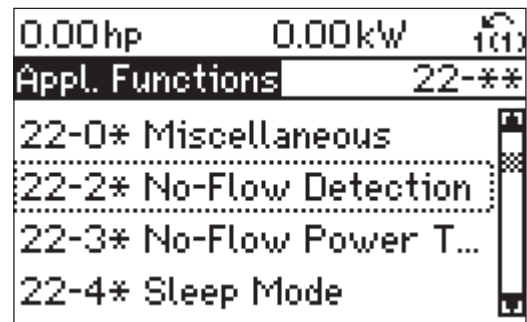 0.00hp 0.00kW 1(1)
Appl. Functions 22-**
22-0* Miscellaneous
22-2* No-Flow Detection
22-3* No-Flow Power T...
22-4* Sleep Mode